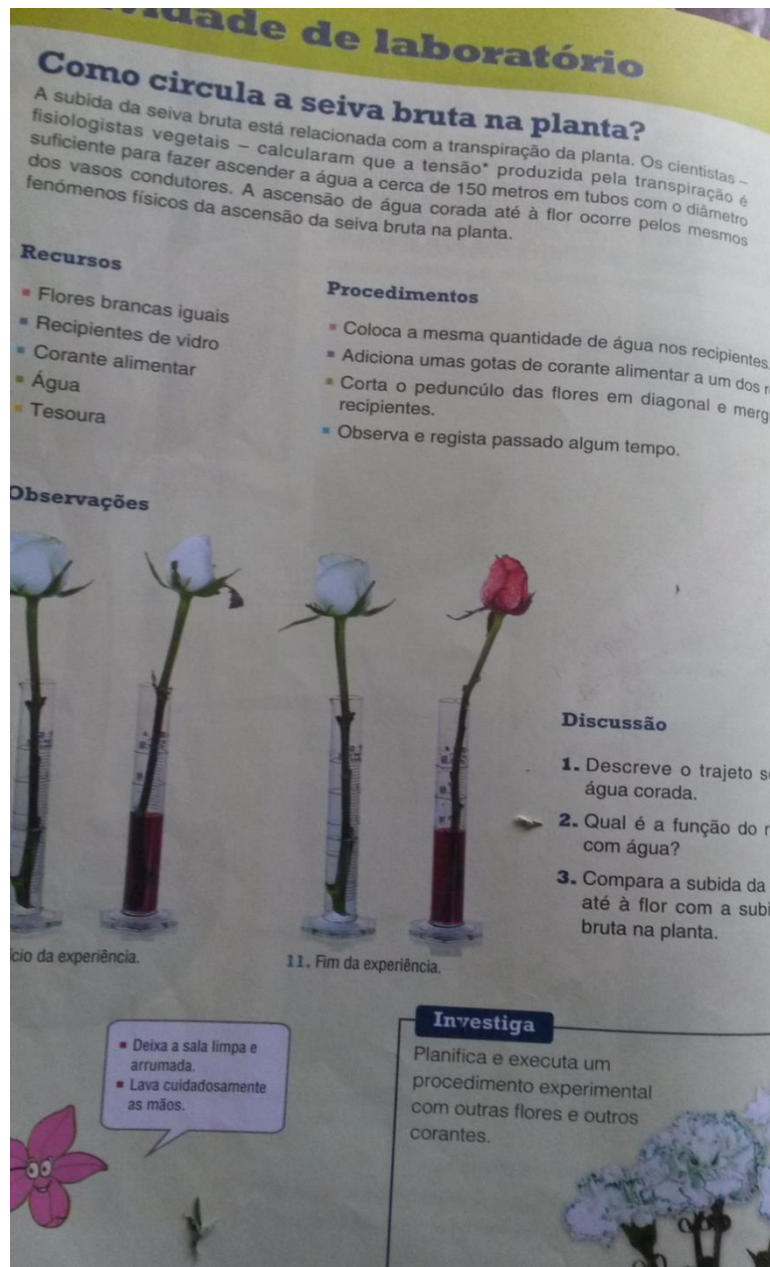 de de laboratório
Como circula a seiva bruta na planta?
A subida da seiva bruta está relacionada com a transpiração da planta. Os cientistas –
fisiologistas vegetais – calcularam que a tensão* produzida pela transpiração é
suficiente para fazer ascender a água a cerca de 150 metros em tubos com o diâmetro
dos vasos condutores. A ascensão de água corada até à flor ocorre pelos mesmos
fenómenos físicos da ascensão da seiva bruta na planta.
Recursos
Flores brancas iguais
Recipientes de vidro
Corante alimentar
Água
Tesoura
Procedimentos
Coloca a mesma quantidade de água nos recipientes.
Adiciona umas gotas de corante alimentar a um dos
Corta o peduncúlo das flores em diagonal e
recipientes.
Observa e regista passado algum tempo.
Observações
da experiência.
11. Fim da experiência.
Discussão
1. Descreve o trajeto
água corada.
2. Qual é a função do
com água?
3. Compara a subida da
até à flor com a
bruta na planta.
Deixa a sala limpa e
arrumada.
Lava cuidadosamente
as mãos.
Investiga
Planifica e executa um
procedimento experimental
com outras flores e outros
corantes.